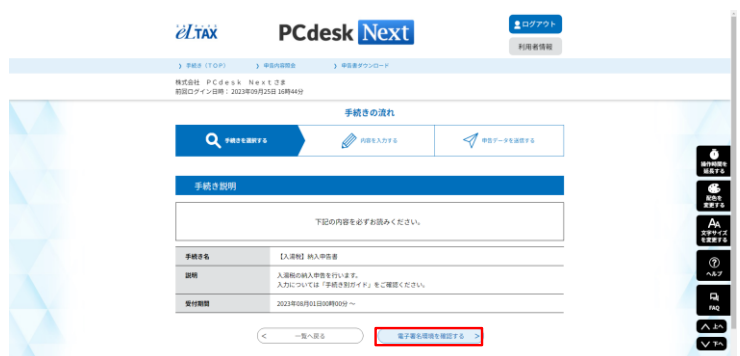 eLTAX
PCdesk Next
ログアウト
利用者情報
手続き（TOP）
申告内容照会
申告書ダウンロード
株式会社　ＰＣｄｅｓｋ　Ｎｅｘｔさま
前回ログイン日時： 2023年09月25日 16時44分
手続きの流れ
手続きを選択する
内容を入力する
申告データを送信する
手続き説明
下記の内容を必ずお読みください。
手続き名
【入湯税】納入申告書
説明
入湯税の納入申告を行います。
入力については「手続き別ガイド」をご確認ください。
受付期間
2023年08月01日00時00分 ～
< 一覧へ戻る
電子署名環境を確認する >
操作時間を
延長する
配色を
変更する
AA
文字サイズ
を変更する
?
ヘルプ
FAQ
上へ
下へ